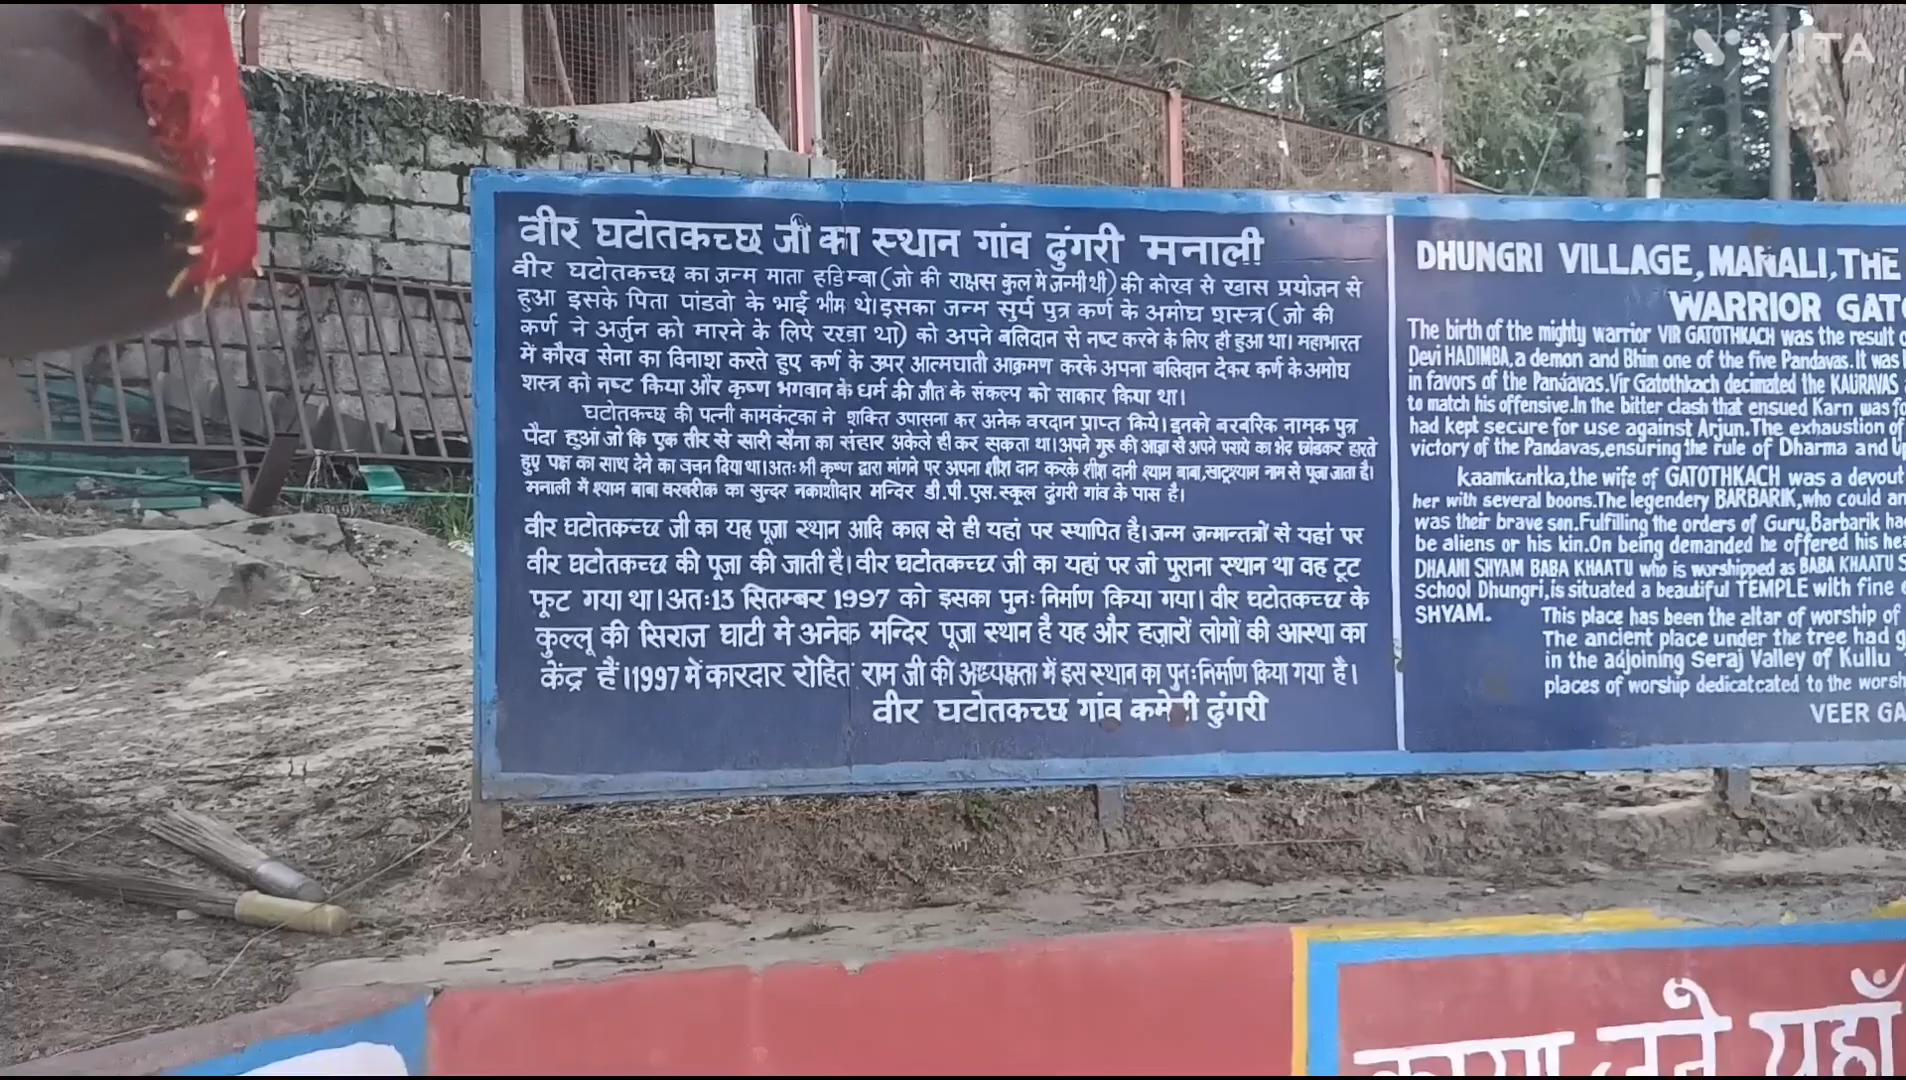 VITA
वीर घटोतकच्छ जी का स्थान गांव ढुंगरी मनाली
वीर घटोतकच्छ का जन्म माता हडिम्बा (जो की राक्षस कुल मे जन्मी थी) की कोख से खास प्रयोजन से
हुआ इसके पिता पांडवो के भाई भीम थे। इसका जन्म सुर्य पुत्र कर्ण के अमोघ शस्त्र (जो की
कर्ण ने अर्जुन को मारने के लिए रखा था) को अपने बलिदान से नष्ट करने के लिए ही हुआ था। महाभारत
में कौरव सेना का विनाश करते हुए कर्ण के ऊपर आत्मघाती आक्रमण करके अपना बलिदान देकर कर्ण के अमोघ
शस्त्र को नष्ट किया और कृष्ण भगवान के धर्म की जीत के संकल्प को साकार किया था।
घटोतकच्छ की पत्नी कामकंटका ने शक्ति उपासना कर अनेक वरदान प्राप्त किये। इनको बरबरिक नामक पुत्र
पैदा हुआं जो कि एक तीर से सारी सेना का संहार अकेले ही कर सकता था। अपने गुरू की आज्ञा से अपने पराये का भेद छोडकर हारते
हुए पक्ष का साथ देने का वचन दिया था। अतः श्री कृष्ण द्वारा मांगने पर अपना शीश दान करके शीश दानी श्याम बाबा, खाटूश्याम नाम से पूजा जाता है।
मनाली में श्याम बाबा वरबरीक का सुन्दर नकाशीदार मन्दिर डी.पी.एस. स्कूल ढुंगरी गांव के पास है।
वीर घटोतकच्छ जी का यह पूजा स्थान आदि काल से ही यहां पर स्थापित है। जन्म जन्मान्तत्रों से यहां पर
वीर घटोतकच्छ की पूजा की जाती है। वीर घटोतकच्छ जी का यहां पर जो पुराना स्थान था वह टूट
फूट गया था। अतः 13 सितम्बर 1997 को इसका पुनः निर्माण किया गया। वीर घटोतकच्छ के
कुल्लू की सिराज घाटी मे अनेक मन्दिर पूजा स्थान है यह और हज़ारों लोगों की आस्था का
केंद्र हैं। 1997 में कारदार रोहित राम जी की अध्यक्षता में इस स्थान का पुनः निर्माण किया गया है।
वीर घटोतकच्छ गांव कमेटी ढुंगरी
DHUNGRI VILLAGE, MANALI, THE
WARRIOR
The birth of the mighty warrior VIR GATOTHKACH was the result
Devi HADIMBA, a demon and Bhim one of the five Pandavas. It was
in favors of the Pandavas. Vir Gatothkach decimated the KAURAVAS
to match his offensive. In the bitter clash that ensued Karn was
had kept secure for use against Arjun. The exhaustion of
victory of the Pandavas, ensuring the rule of Dharma and
kaamkantka, the wife of GATOTHKACH was a devout
her with several boons. The legendery BARBARIK, who could
was their brave son. Fulfilling the orders of Guru, Barbarik
be aliens or his kin. On being demanded he offered his
DHAANI SHYAM BABA KHAATU who is worshipped as BABA KHAATU
school Dhungri, is situated a beautiful TEMPLE with fine
SHYAM. This place has been the altar of worship of
The ancient place under the tree had
in the adjoining Seraj Valley of Kullu
places of worship dedicatcated to the
VEER
यहाँ